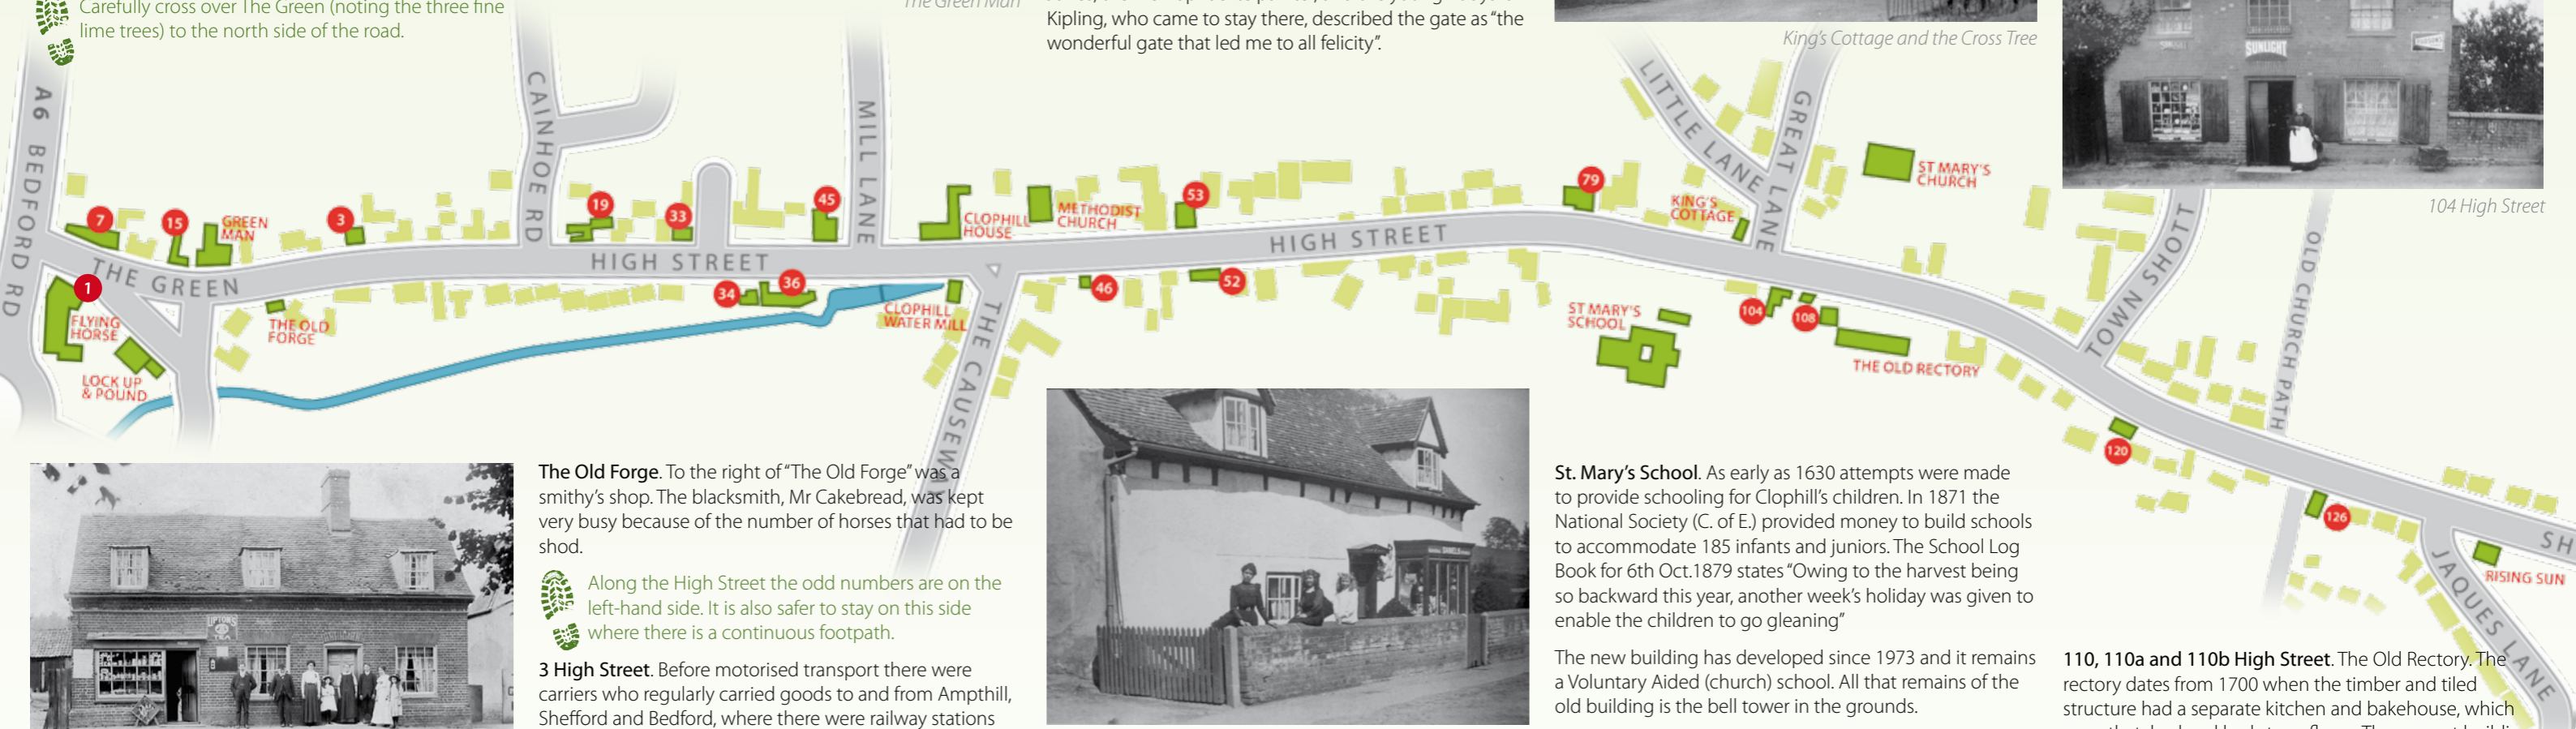 Carefully cross over The Green (noting the three fine
lime trees) to the north side of the road.
The Green Man
Kipling, who came to stay there, described the gate as “the
wonderful gate that led me to all felicity”.
King's Cottage and the Cross Tree
SUNLIGHT
104 High Street
A6 BEDFORD RD
THE GREEN
CAINHOE RD
HIGH STREET
MILL LANE
THE CAUSEWAY
HIGH STREET
LITTLE LANE
GREAT LANE
TOWN SHOTT
OLD CHURCH PATH
JAQUES LANE
SH
7
15
GREEN
MAN
3
19
33
45
CLOPHILL
HOUSE
METHODIST
CHURCH
53
79
KING'S
COTTAGE
ST MARY'S
CHURCH
1
FLYING
HORSE
LOCK UP
& POUND
THE OLD
FORGE
34
36
CLOPHILL
WATER MILL
46
52
ST MARY'S
SCHOOL
104
108
THE OLD RECTORY
120
126
RISING SUN
LIPTON'S
TEA
The Old Forge. To the right of “The Old Forge” was a
smithy's shop. The blacksmith, Mr Cakebread, was kept
very busy because of the number of horses that had to be
shod.
Along the High Street the odd numbers are on the
left-hand side. It is also safer to stay on this side
where there is a continuous footpath.
3 High Street. Before motorised transport there were
carriers who regularly carried goods to and from Ampthill,
Shefford and Bedford, where there were railway stations
St. Mary's School. As early as 1630 attempts were made
to provide schooling for Clophill's children. In 1871 the
National Society (C. of E.) provided money to build schools
to accommodate 185 infants and juniors. The School Log
Book for 6th Oct.1879 states “Owing to the harvest being
so backward this year, another week's holiday was given to
enable the children to go gleaning”
The new building has developed since 1973 and it remains
a Voluntary Aided (church) school. All that remains of the
old building is the bell tower in the grounds.
110, 110a and 110b High Street. The Old Rectory. The
rectory dates from 1700 when the timber and tiled
structure had a separate kitchen and bakehouse, which